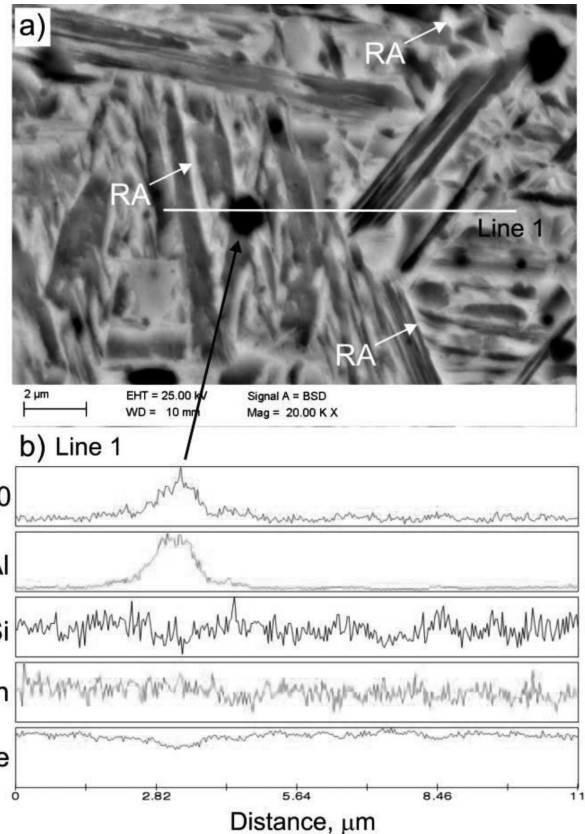 a)
RA
RA
Line 1
RA
2 µm
EHT = 25.00 kV
Signal A = BSD
WD = 10 mm
Mag = 20.00 K X
b) Line 1
0
Al
Si
n
e
0
2.82
5.64
8.46
11
Distance, µm